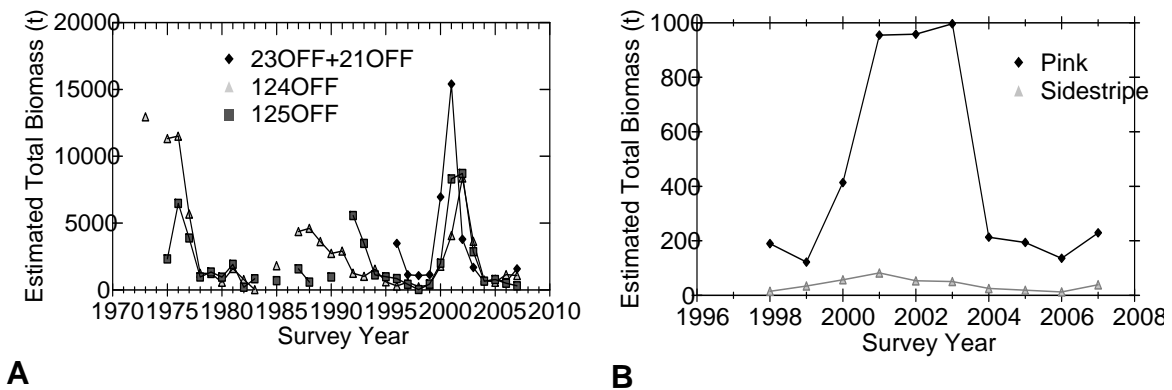 Estimated Total Biomass (t)
20000
15000
10000
5000
0
23OFF+21OFF
124OFF
125OFF
1970 1975 1980 1985 1990 1995 2000 2005 2010
Survey Year
A
Estimated Total Biomass (t)
1000
800
600
400
200
0
Pink
Sidestripe
1996 1998 2000 2002 2004 2006 2008
Survey Year
B